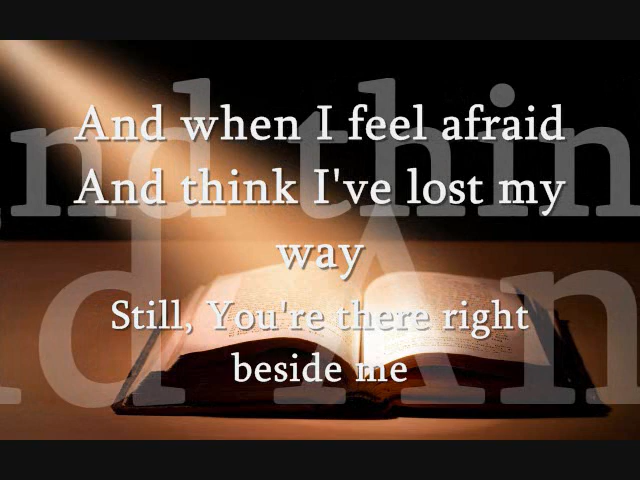 And when I feel afraid
And think I've lost my
way
Still, You're there right
beside me